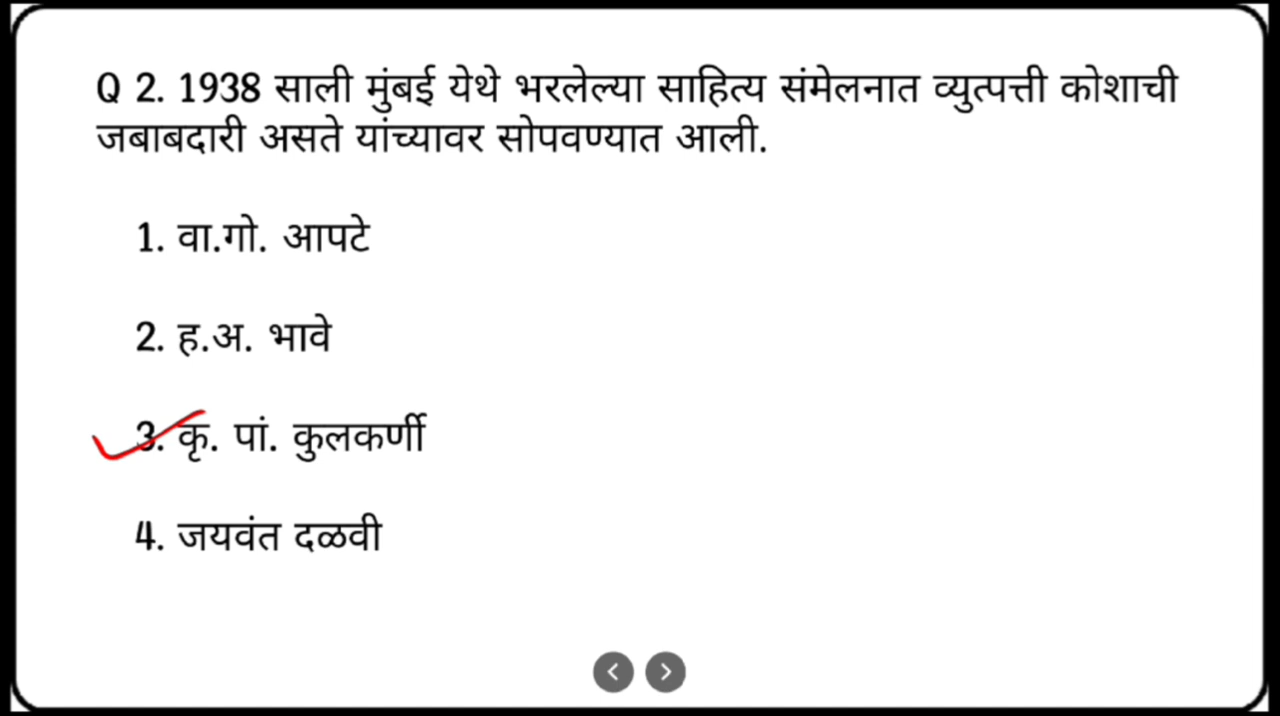 Q 2. 1938 साली मुंबई येथे भरलेल्या साहित्य संमेलनात व्युत्पत्ती कोशाची
जबाबदारी असते यांच्यावर सोपवण्यात आली.
1. वा.गो. आपटे
2. ह.अ. भावे
3. कृ. पां. कुलकर्णी
4. जयवंत दळवी